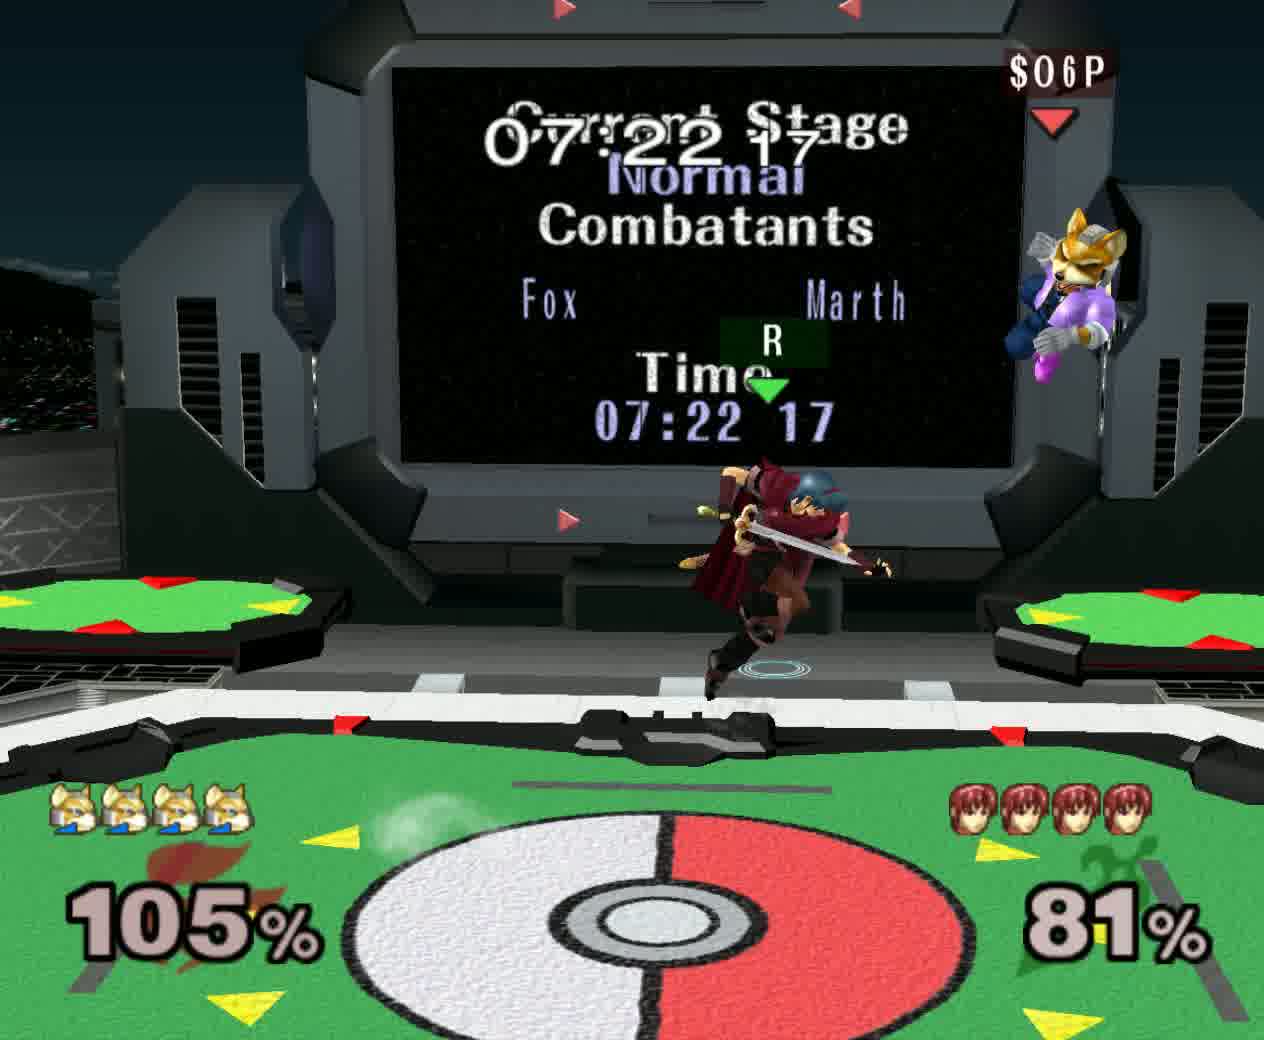 $06P
Current Stage
07:22 17
Normal
Combatants
Fox Marth
R
Time
07:22 17
105% 81%